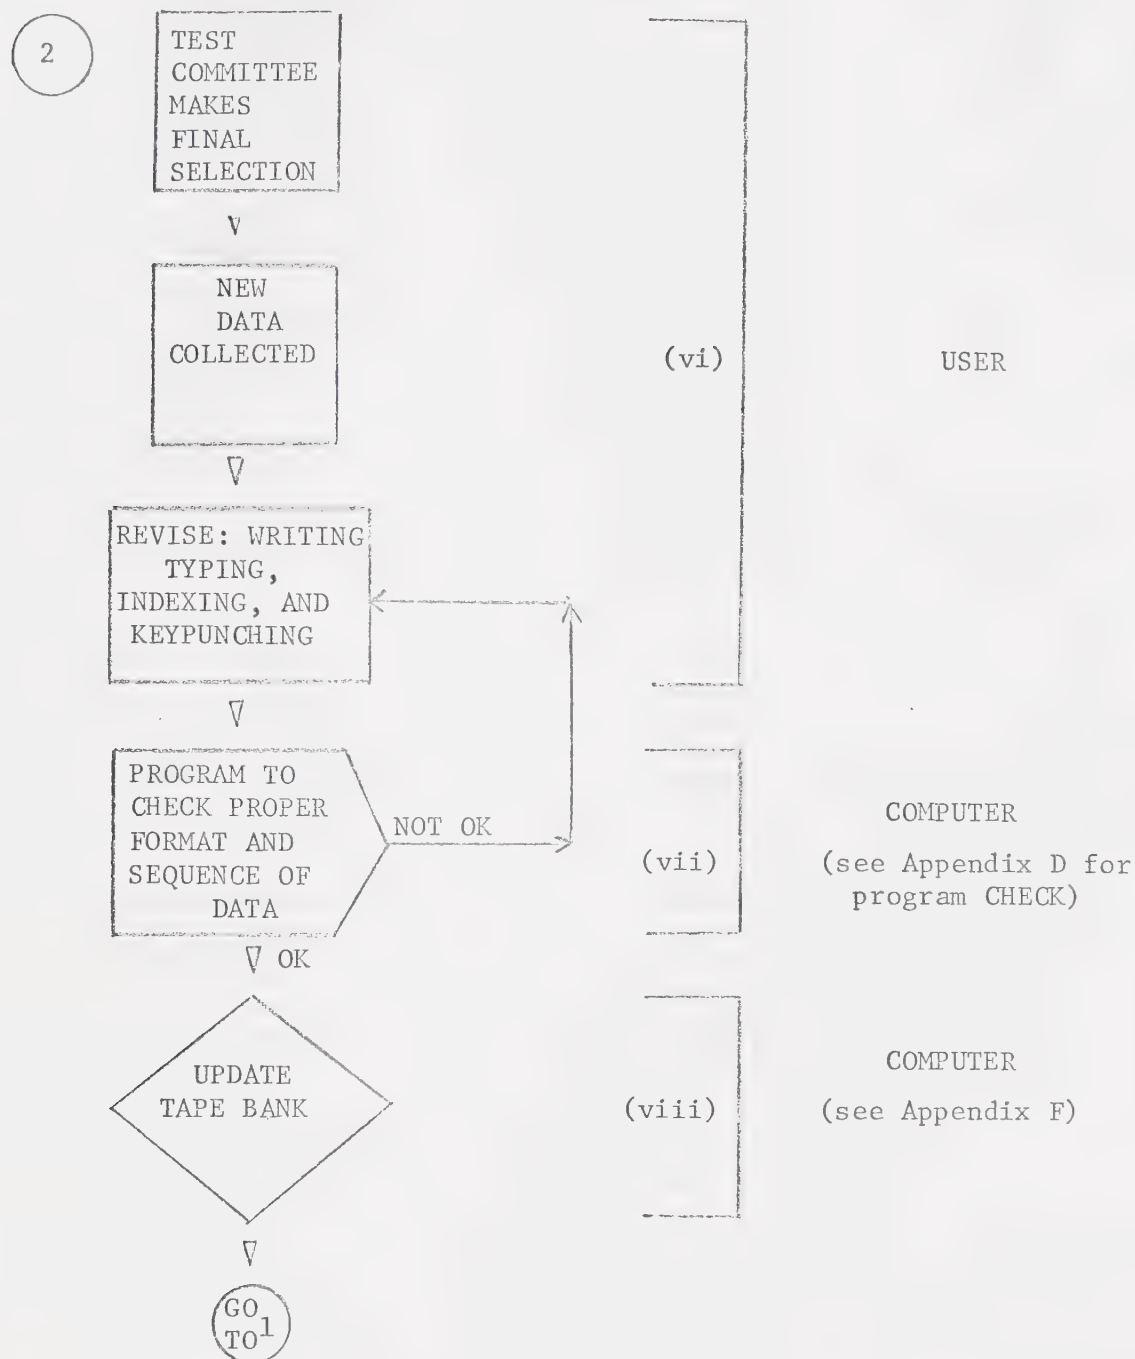 2
TEST
COMMITTEE
MAKES
FINAL
SELECTION
NEW
DATA
COLLECTED
(vi)
USER
REVISE: WRITING
TYPING,
INDEXING, AND
KEYPUNCHING
PROGRAM TO
CHECK PROPER
FORMAT AND
SEQUENCE OF
DATA
NOT OK
(vii)
COMPUTER
(see Appendix D for
program CHECK)
OK
UPDATE
TAPE BANK
(viii)
COMPUTER
(see Appendix F)
GO
TO 1